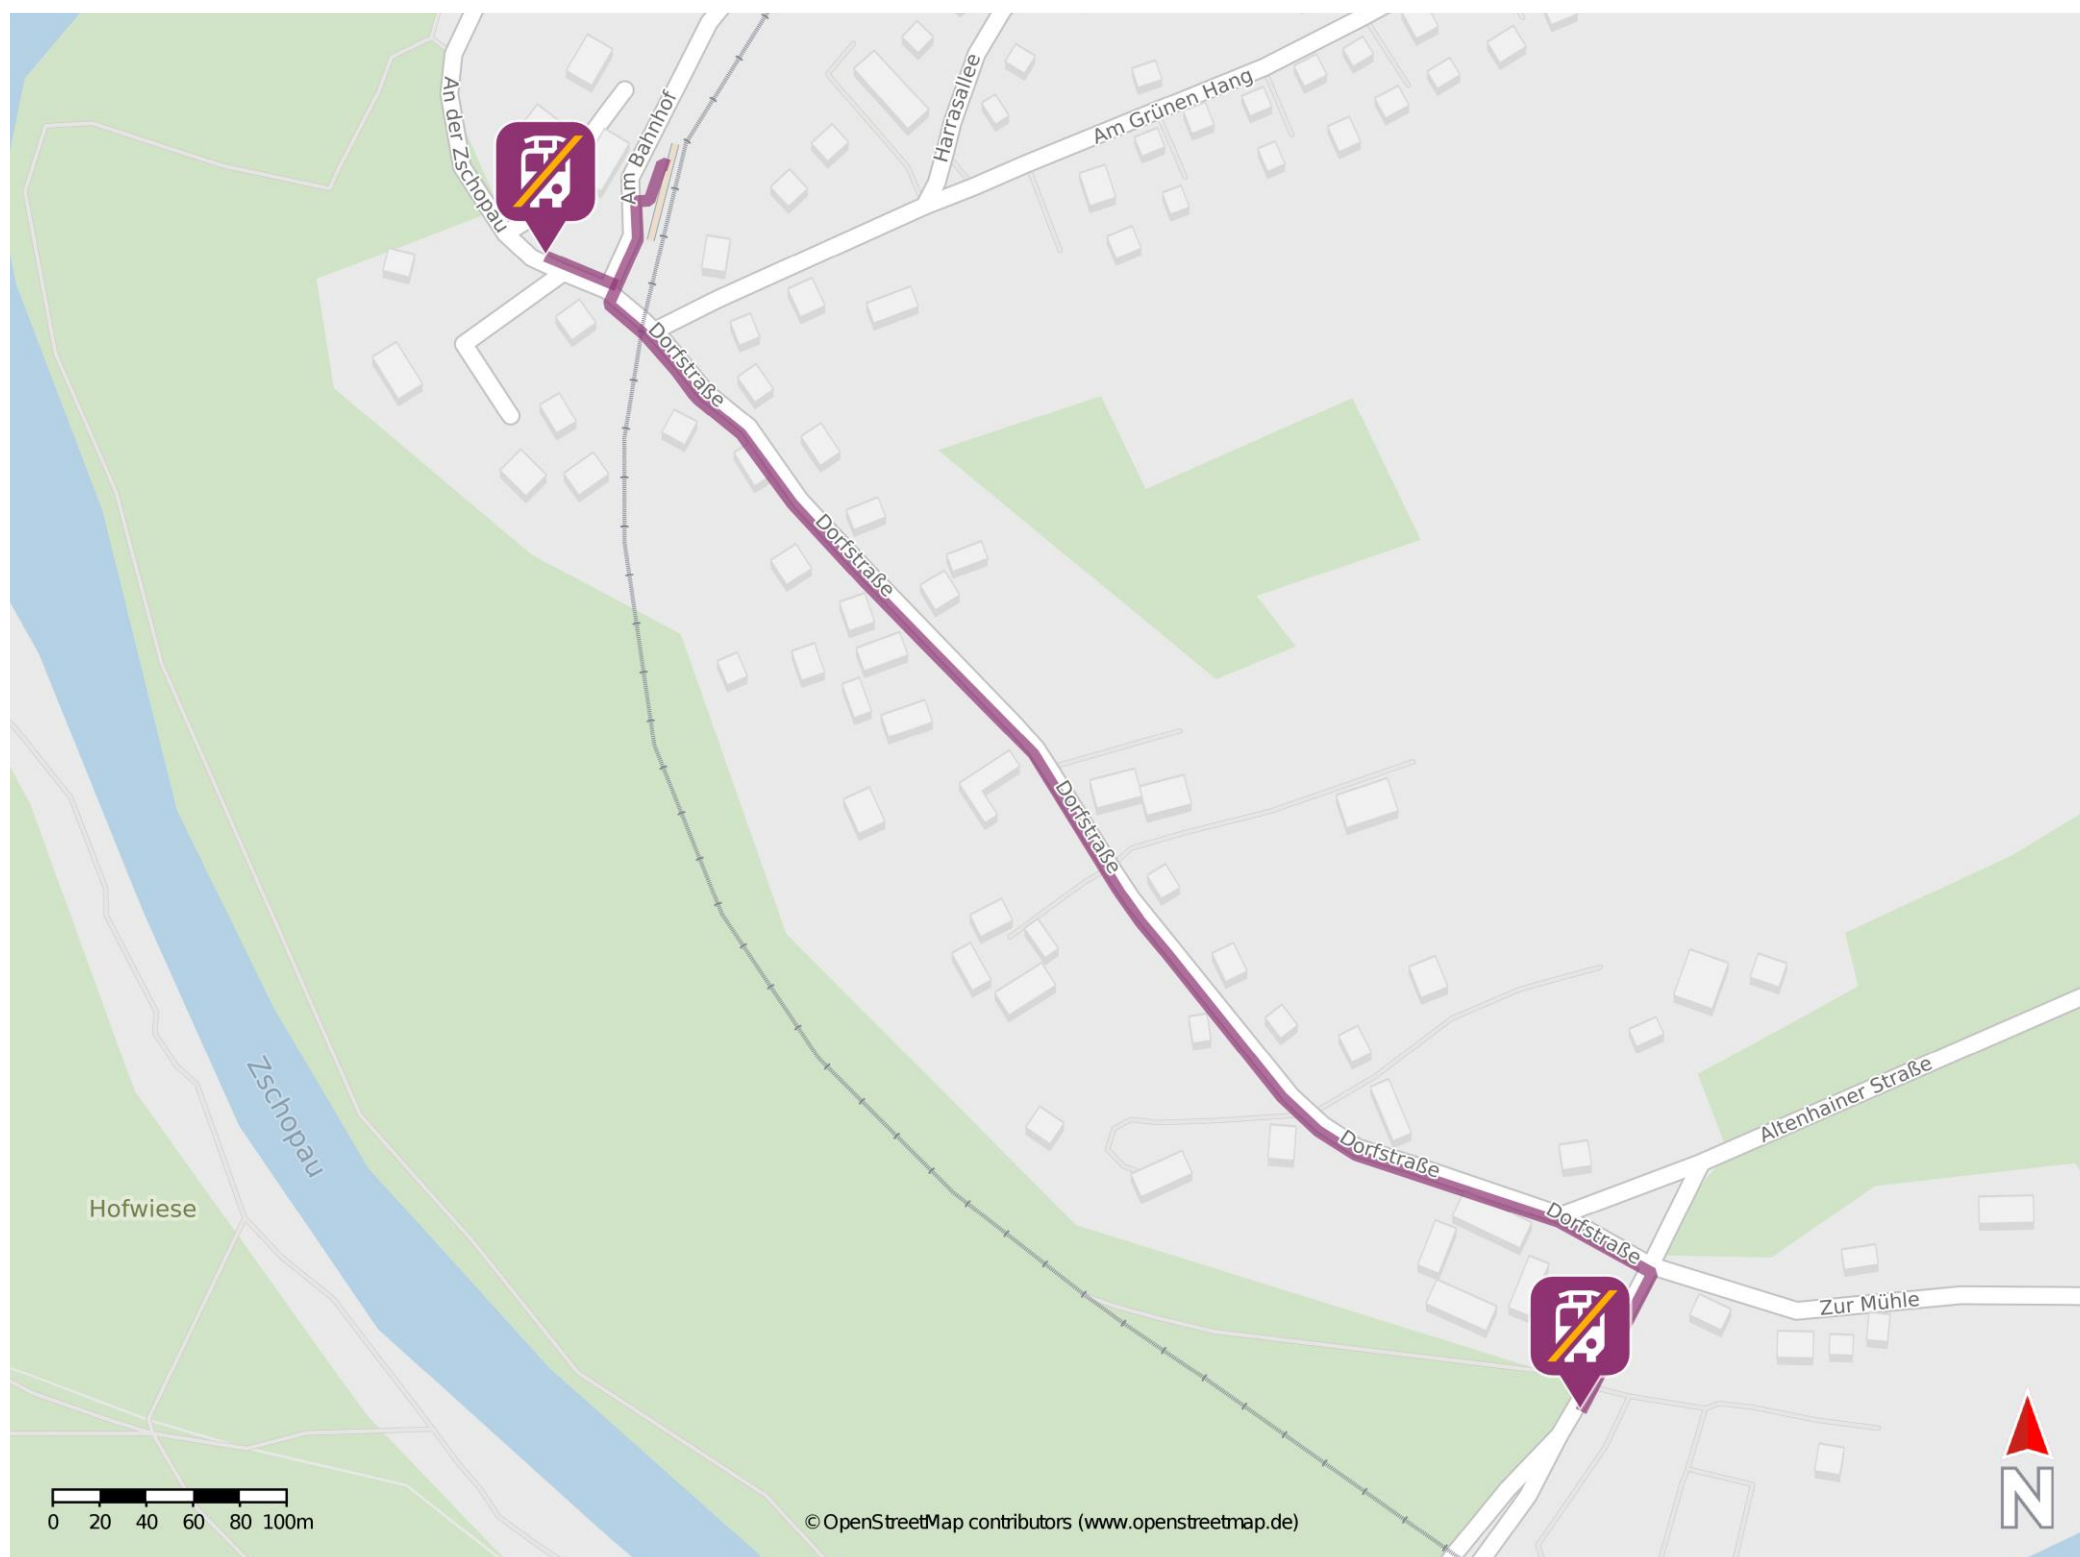 An der Zschopau
Am Bahnhof
Harrasallee
Am Grünen Hang
Dorfstraße
Dorfstraße
Dorfstraße
Dorfstraße
Dorfstraße
Altenhainer Straße
Zur Mühle
Zschopau
Hofwiese
0 20 40 60 80 100m
© OpenStreetMap contributors (www.openstreetmap.de)
N